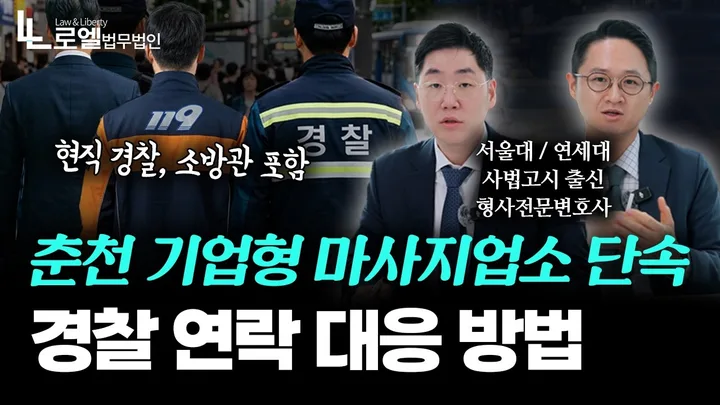 Law & Liberty
로엘법무법인
119
경찰
현직 경찰, 소방관 포함
서울대 / 연세대
사법고시 출신
형사전문변호사
춘천 기업형 마사지업소 단속
경찰 연락 대응 방법